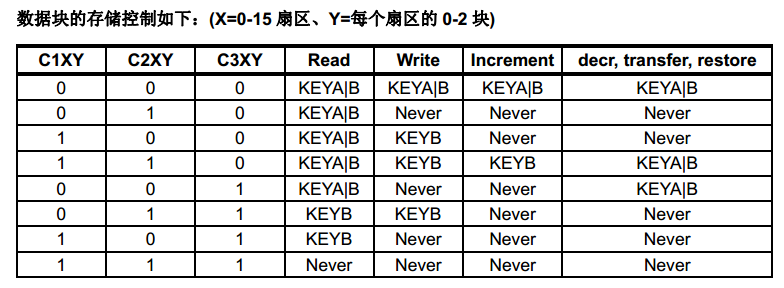 数据块的存储控制如下：(X=0-15 扇区、Y=每个扇区的 0-2 块)
C1XY C2XY C3XY Read Write Increment decr, transfer, restore
0 0 0 KEYA|B KEYA|B KEYA|B KEYA|B
0 1 0 KEYA|B Never Never Never
1 0 0 KEYA|B KEYB Never Never
1 1 0 KEYA|B KEYB KEYB KEYA|B
0 0 1 KEYA|B Never Never KEYA|B
0 1 1 KEYB KEYB Never Never
1 0 1 KEYB Never Never Never
1 1 1 Never Never Never Never